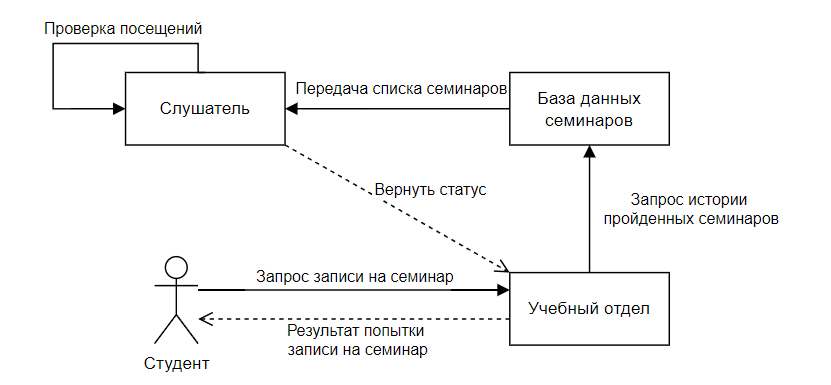 Проверка посещений
Слушатель
Передача списка семинаров
База данных
семинаров
Вернуть статус
Запрос истории
пройденных семинаров
Запрос записи на семинар
Учебный отдел
Результат попытки
записи на семинар
Студент